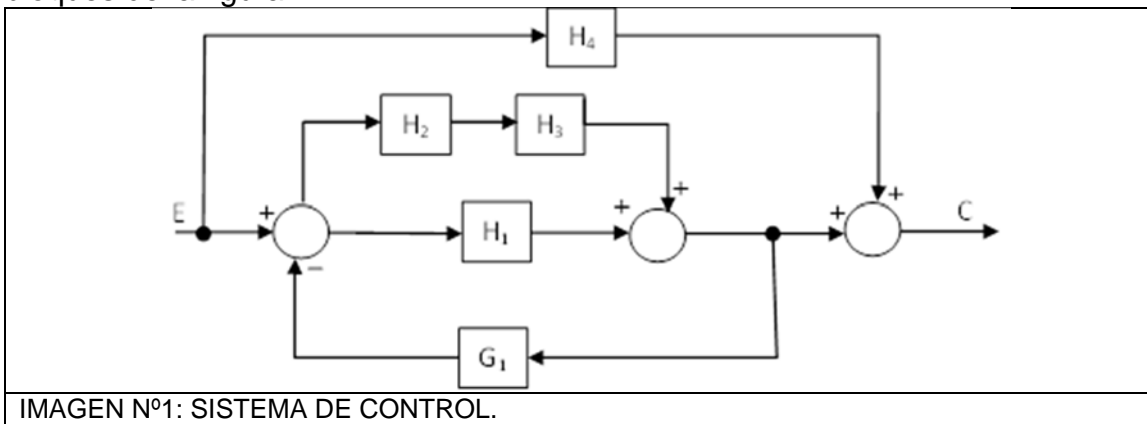 H₄
H₂
H₃
+
E
+
+
+
+
C
H₁
−
G₁
IMAGEN Nº1: SISTEMA DE CONTROL.